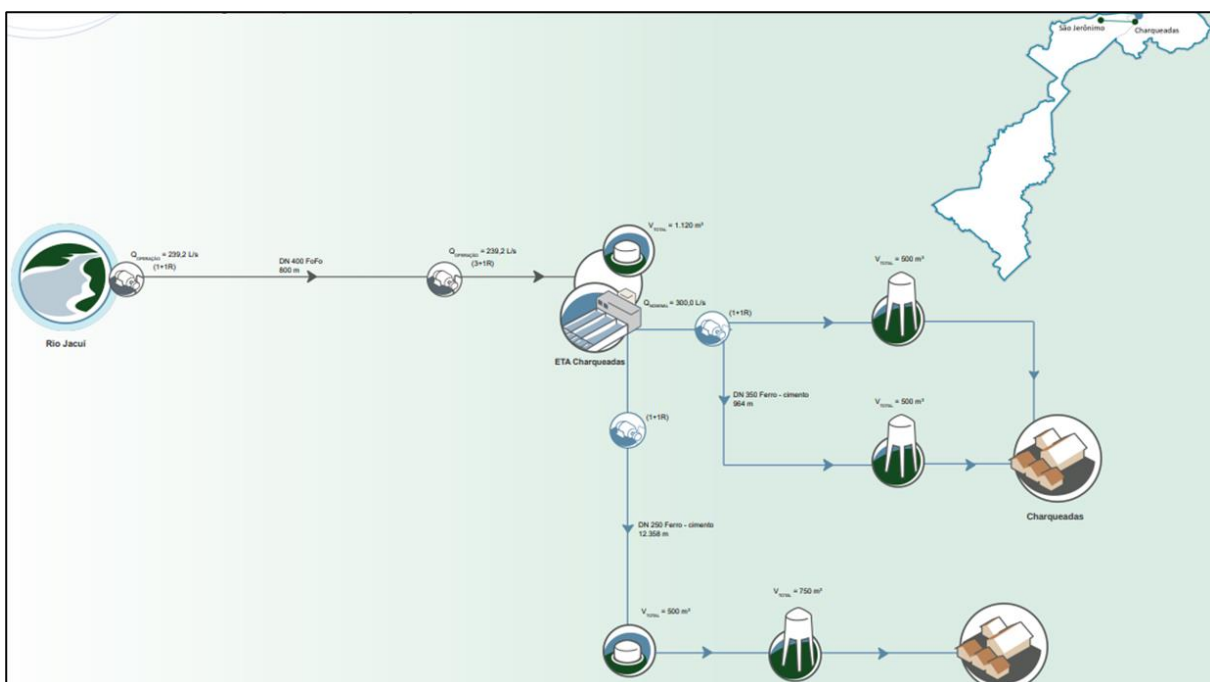 São Jerônimo
Charqueadas
V TOTAL = 1.120 m³
Q OPERAÇÃO = 239,2 L/s
(1+1R)
DN 400 FoFo
800 m
Q OPERAÇÃO = 239,2 L/s
(3+1R)
V TOTAL = 500 m³
Q NOMINAL = 300,0 L/s
(1+1R)
Rio Jacuí
ETA Charqueadas
DN 350 Ferro - cimento
964 m
V TOTAL = 500 m³
(1+1R)
Charqueadas
DN 250 Ferro - cimento
12.358 m
V TOTAL = 500 m³
V TOTAL = 750 m³